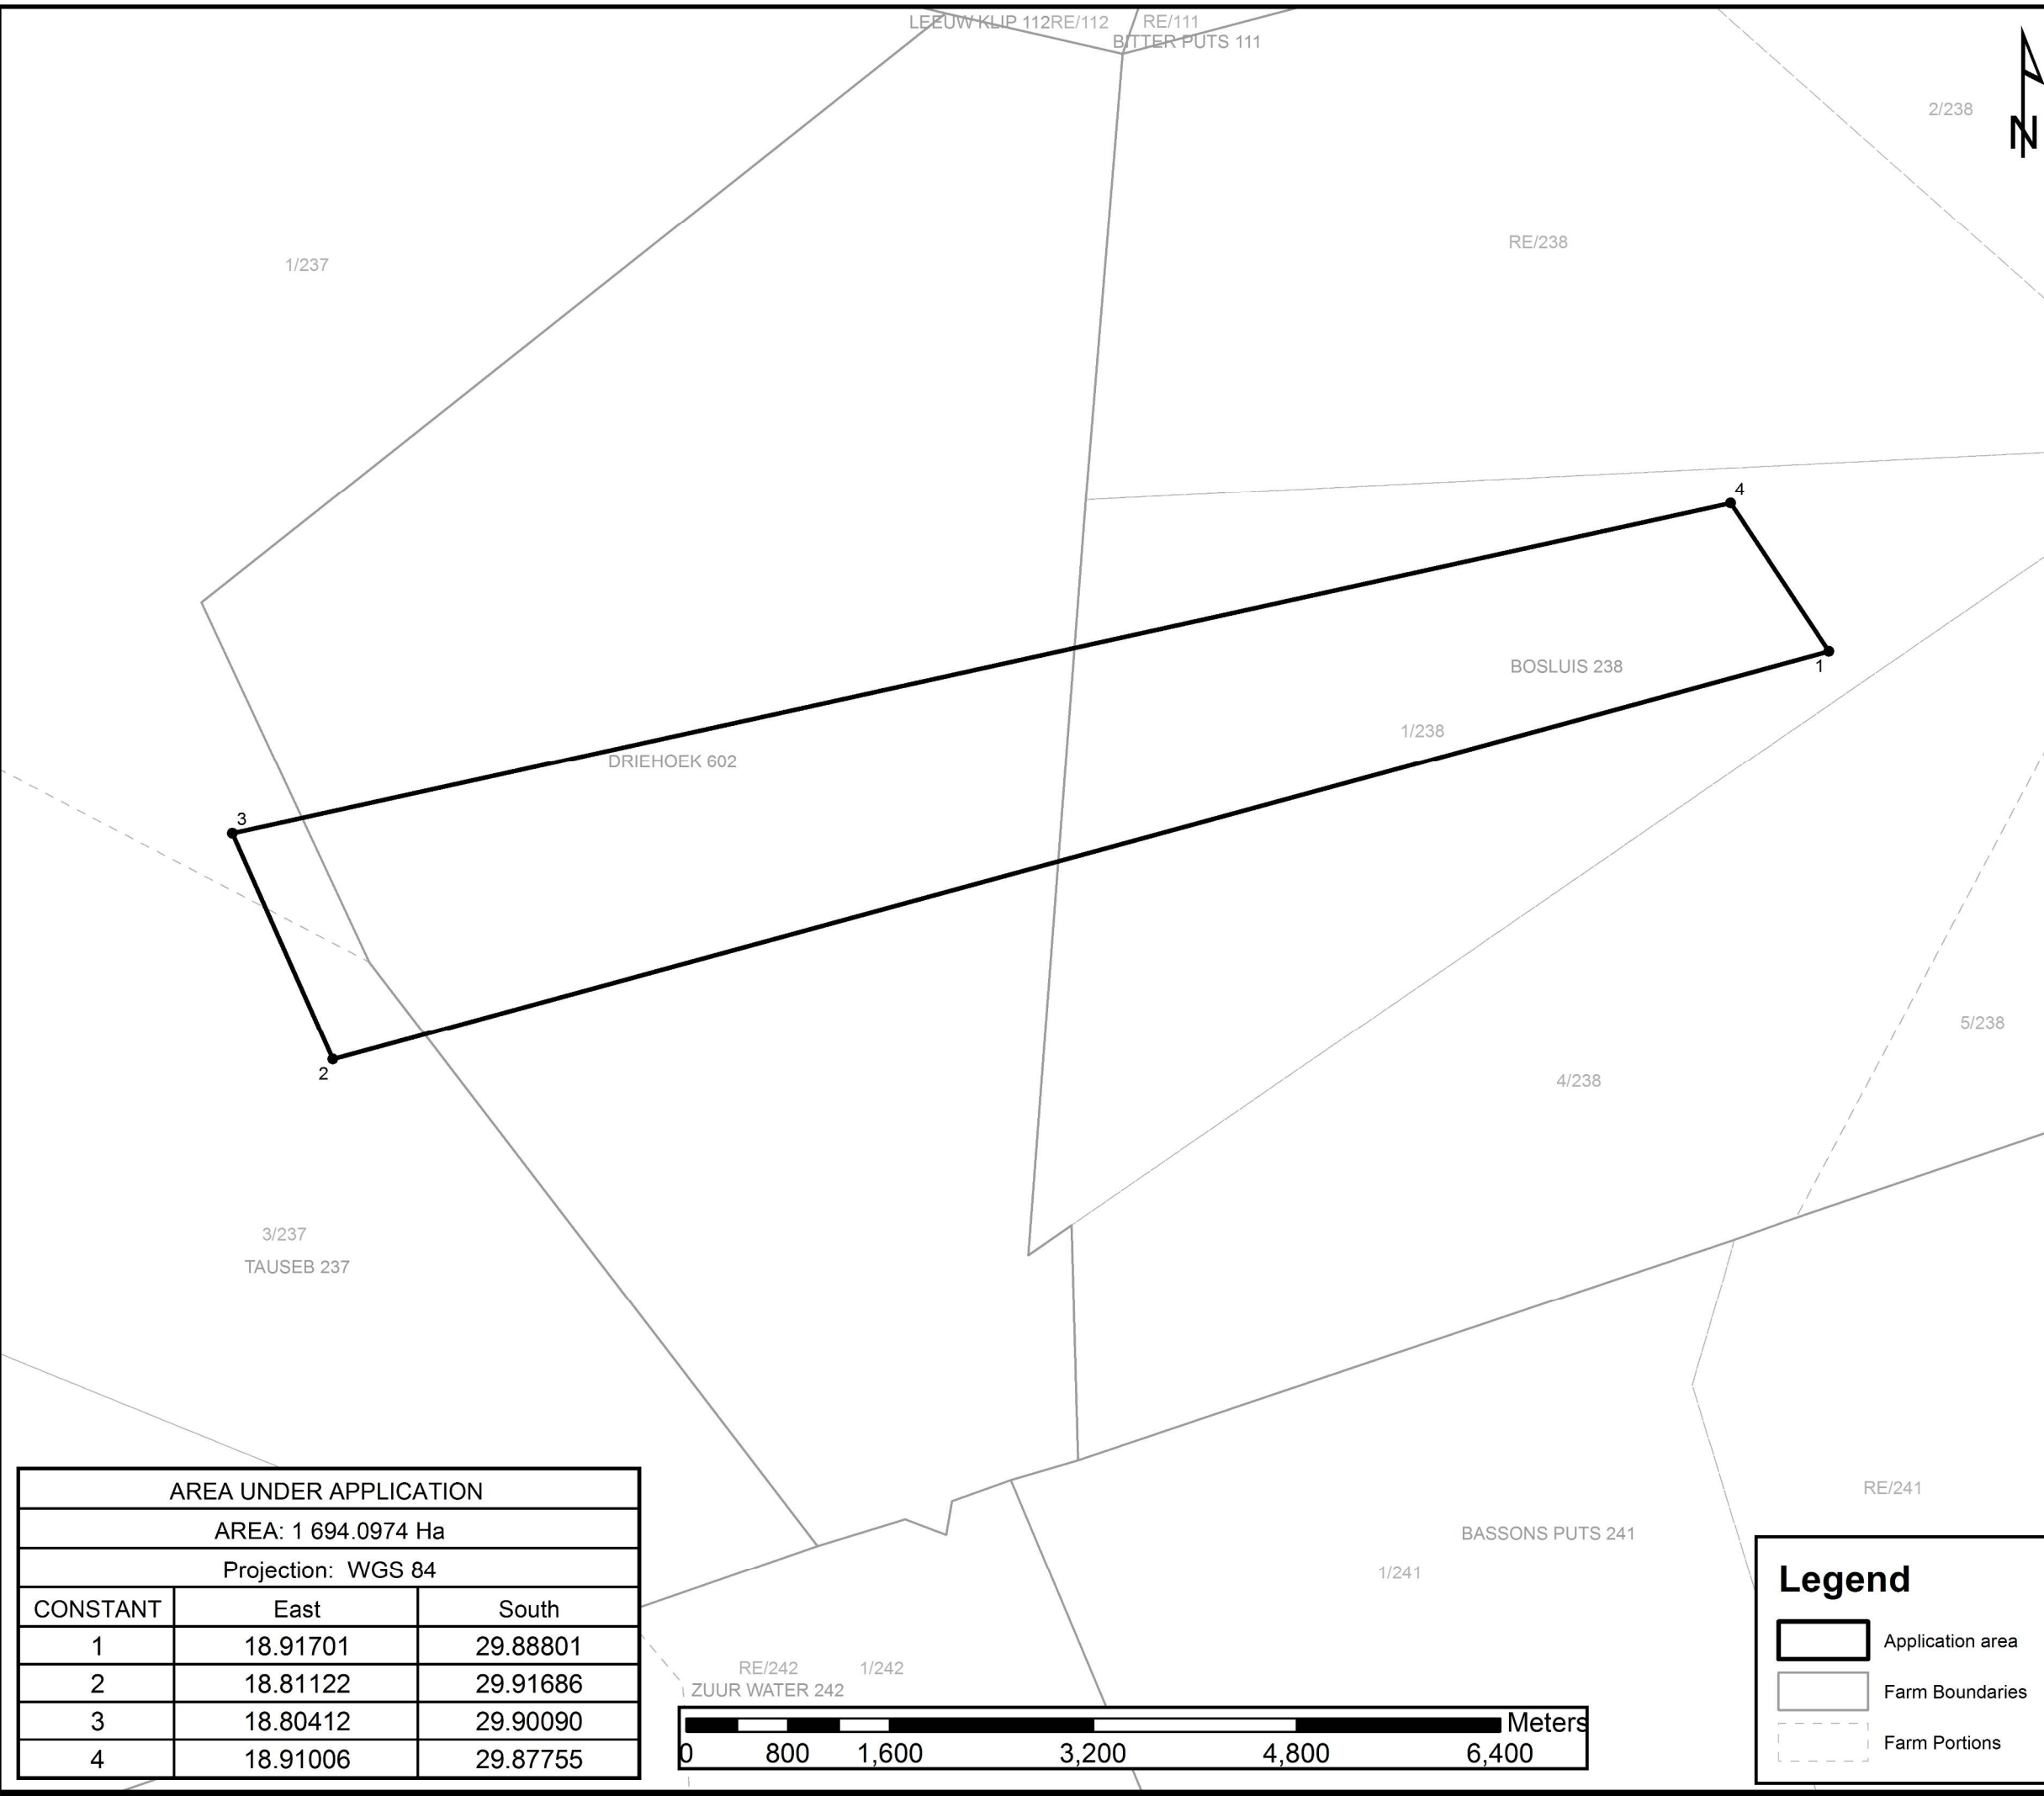 LEEUW KLIP 112 RE/112 RE/111
BITTER PUTS 111
2/238
N
RE/238
1/237
4
BOSLUIS 238
1
1/238
DRIEHOEK 602
3
5/238
2
4/238
3/237
TAUSEB 237
RE/241
BASSONS PUTS 241
1/241
RE/242 1/242
ZUUR WATER 242
AREA UNDER APPLICATION
AREA: 1 694.0974 Ha
Projection: WGS 84
CONSTANT East South
1 18.91701 29.88801
2 18.81122 29.91686
3 18.80412 29.90090
4 18.91006 29.87755
Meters
0 800 1,600 3,200 4,800 6,400
Legend
Application area
Farm Boundaries
Farm Portions